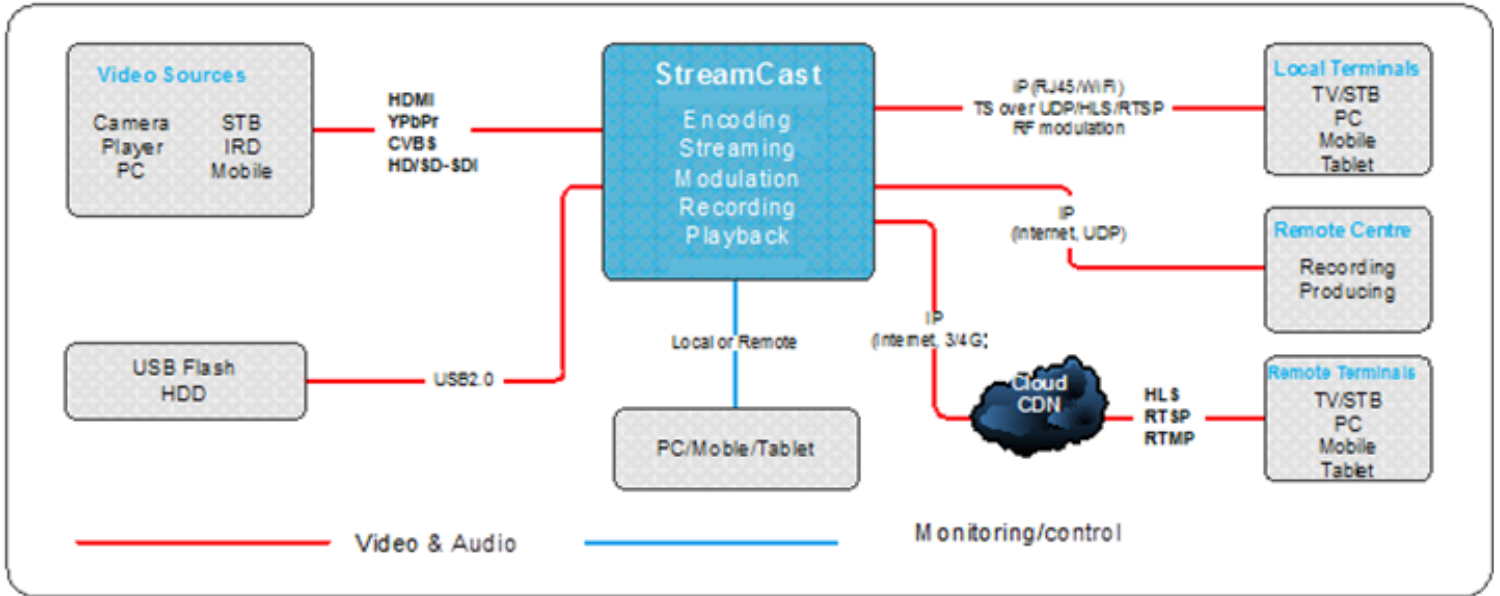 Video Sources
Camera STB
Player IRD
PC Mobile
HDMI
YPbPr
CVBS
HD/SD-SDI
USB Flash
HDD
USB2.0
StreamCast
Encoding
Streaming
Modulation
Recording
Playback
Local or Remote
PC/Moble/Tablet
IP(RJ45/WIFI)
TS over UDP/HLS/RTSP
RF modulation
Local Terminals
TV/STB
PC
Mobile
Tablet
IP
(Internet, UDP)
Remote Centre
Recording
Producing
IP
(Internet, 3/4G)
Cloud
CDN
HLS
RTSP
RTMP
Remote Terminals
TV/STB
PC
Mobile
Tablet
Video & Audio
Monitoring/control